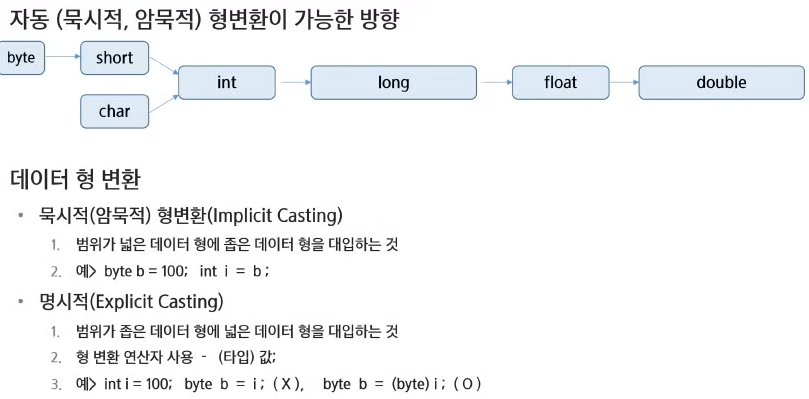 자동 (묵시적, 암묵적) 형변환이 가능한 방향
byte
short
char
int
long
float
double
데이터 형 변환
• 묵시적(암묵적) 형변환(Implicit Casting)
1. 범위가 넓은 데이터 형에 좁은 데이터 형을 대입하는 것
2. 예> byte b = 100; int i = b;
• 명시적(Explicit Casting)
1. 범위가 좁은 데이터 형에 넓은 데이터 형을 대입하는 것
2. 형 변환 연산자 사용 - (타입) 값;
3. 예> int i = 100; byte b = i; ( X ), byte b = (byte) i; ( O )